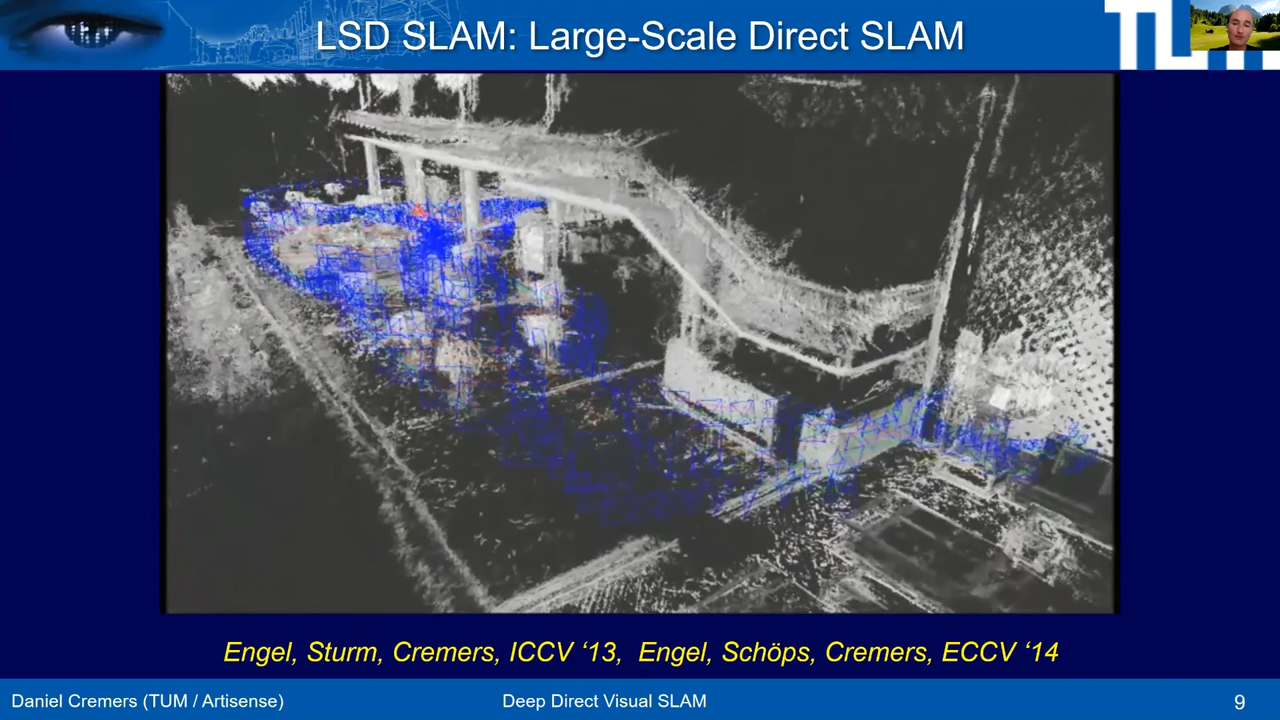 LSD SLAM: Large-Scale Direct SLAM
Engel, Sturm, Cremers, ICCV ‘13, Engel, Schöps, Cremers, ECCV ‘14
Daniel Cremers (TUM / Artisense)
Deep Direct Visual SLAM
9